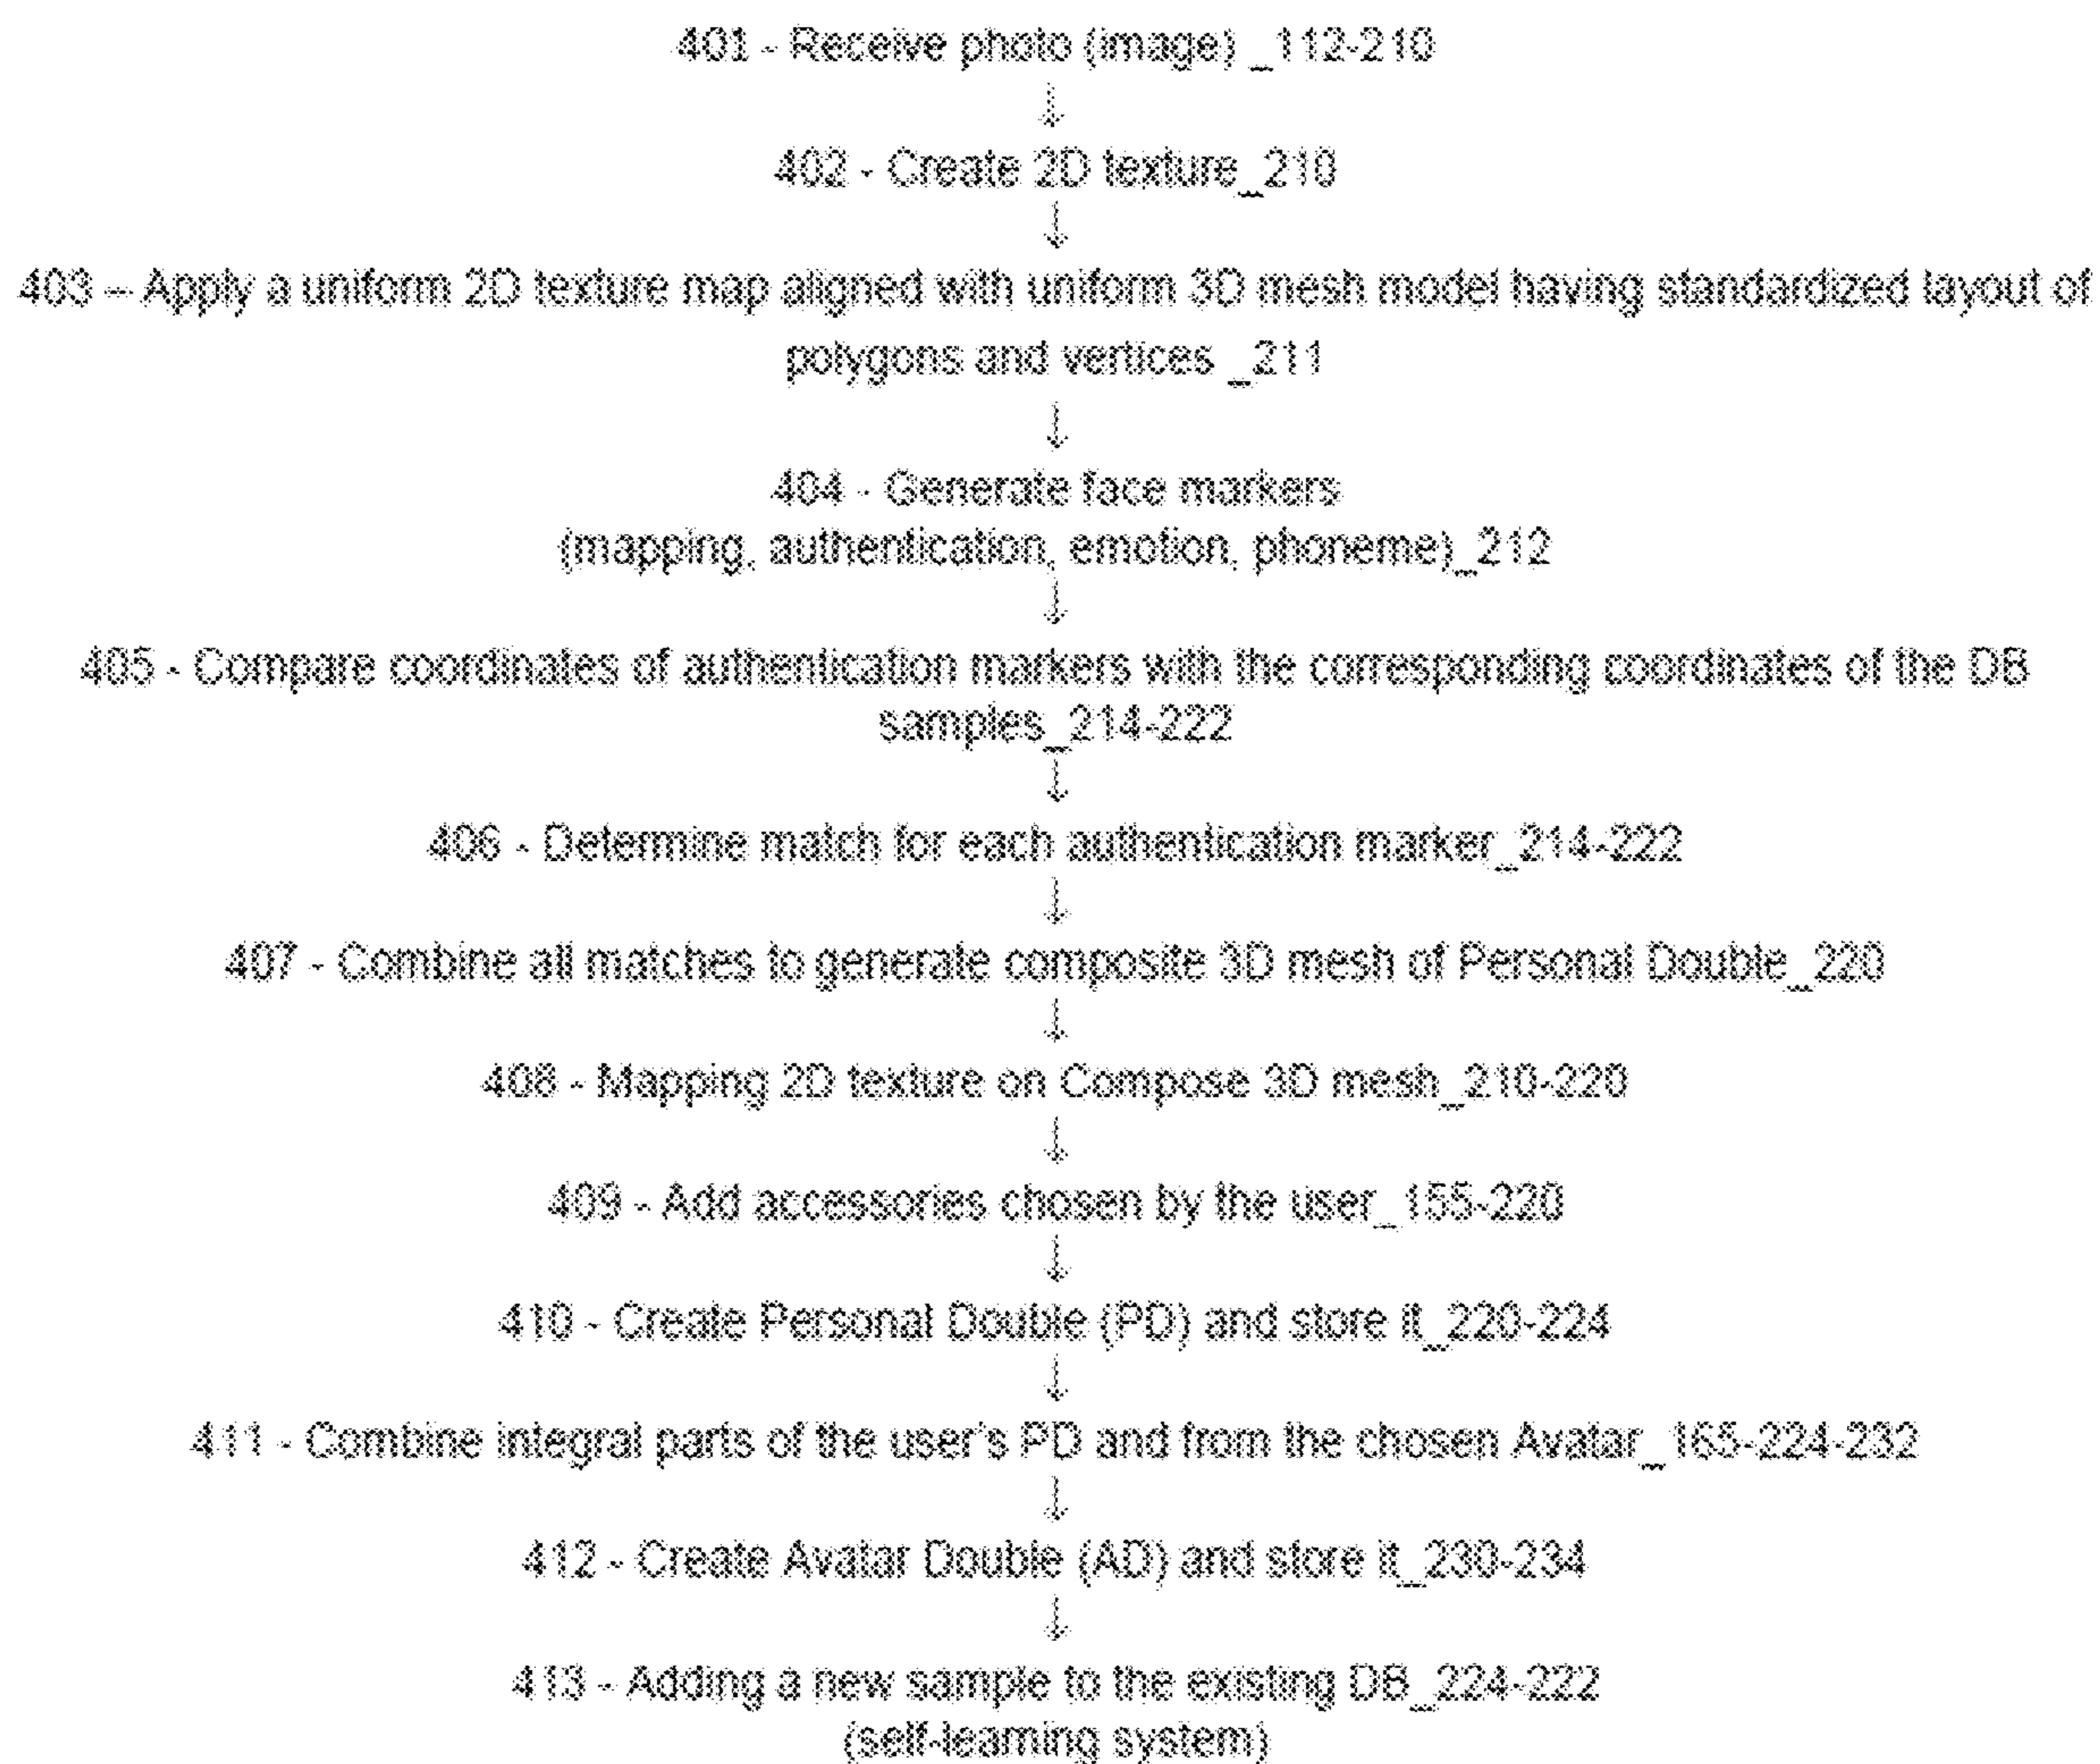 401 - Receive photo (image) _112-210
↓
402 - Create 2D texture_210
↓
403 – Apply a uniform 2D texture map aligned with uniform 3D mesh model having standardized layout of
polygons and vertices _211
↓
404 - Generate face markers
(mapping, authentication, emotion, phoneme)_212
↓
405 - Compare coordinates of authentication markers with the corresponding coordinates of the DB
samples_214-222
↓
406 - Determine match for each authentication marker_214-222
↓
407 - Combine all matches to generate composite 3D mesh of Personal Double_220
↓
408 - Mapping 2D texture on Compose 3D mesh_210-220
↓
409 - Add accessories chosen by the user_155-220
↓
410 - Create Personal Double (PD) and store it_220-224
↓
411 - Combine integral parts of the user's PD and from the chosen Avatar_165-224-232
↓
412 - Create Avatar Double (AD) and store it_230-234
↓
413 - Adding a new sample to the existing DB_224-222
(self-learning system)